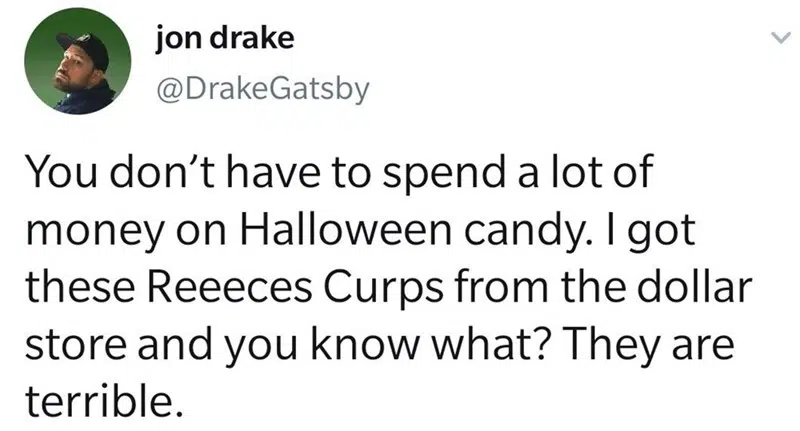 jon drake
@DrakeGatsby
You don’t have to spend a lot of
money on Halloween candy. I got
these Reeeces Curps from the dollar
store and you know what? They are
terrible.